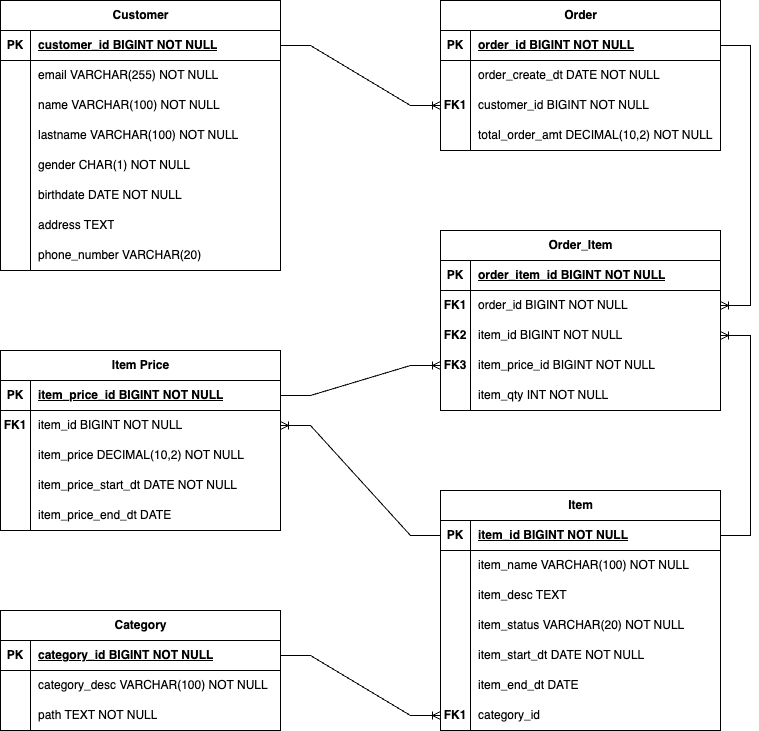 Customer
PK customer_id BIGINT NOT NULL
email VARCHAR(255) NOT NULL
name VARCHAR(100) NOT NULL
lastname VARCHAR(100) NOT NULL
gender CHAR(1) NOT NULL
birthdate DATE NOT NULL
address TEXT
phone_number VARCHAR(20)
Order
PK order_id BIGINT NOT NULL
order_create_dt DATE NOT NULL
FK1 customer_id BIGINT NOT NULL
total_order_amt DECIMAL(10,2) NOT NULL
Order_Item
PK order_item_id BIGINT NOT NULL
FK1 order_id BIGINT NOT NULL
FK2 item_id BIGINT NOT NULL
FK3 item_price_id BIGINT NOT NULL
item_qty INT NOT NULL
Item Price
PK item_price_id BIGINT NOT NULL
FK1 item_id BIGINT NOT NULL
item_price DECIMAL(10,2) NOT NULL
item_price_start_dt DATE NOT NULL
item_price_end_dt DATE
Item
PK item_id BIGINT NOT NULL
item_name VARCHAR(100) NOT NULL
item_desc TEXT
item_status VARCHAR(20) NOT NULL
item_start_dt DATE NOT NULL
item_end_dt DATE
FK1 category_id
Category
PK category_id BIGINT NOT NULL
category_desc VARCHAR(100) NOT NULL
path TEXT NOT NULL